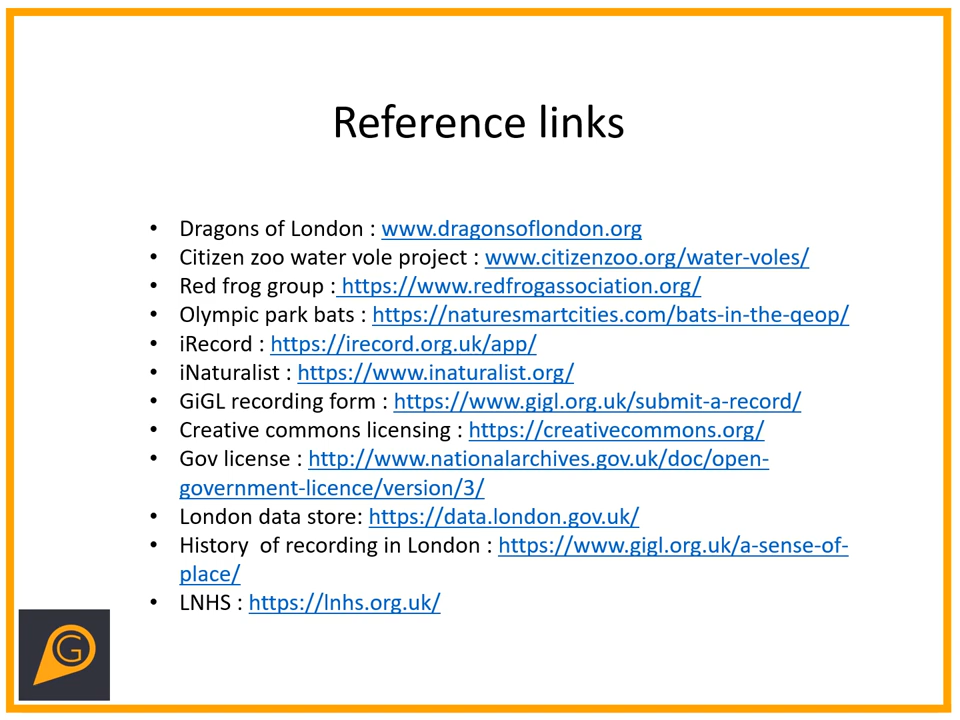 Reference links
• Dragons of London : www.dragonsoflondon.org
• Citizen zoo water vole project : www.citizenzoo.org/water-voles/
• Red frog group : https://www.redfrogassociation.org/
• Olympic park bats : https://naturesmartcities.com/bats-in-the-qeop/
• iRecord : https://irecord.org.uk/app/
• iNaturalist : https://www.inaturalist.org/
• GiGL recording form : https://www.gigl.org.uk/submit-a-record/
• Creative commons licensing : https://creativecommons.org/
• Gov license : http://www.nationalarchives.gov.uk/doc/open-
government-licence/version/3/
• London data store: https://data.london.gov.uk/
• History  of recording in London : https://www.gigl.org.uk/a-sense-of-
place/
• LNHS : https://lnhs.org.uk/
G